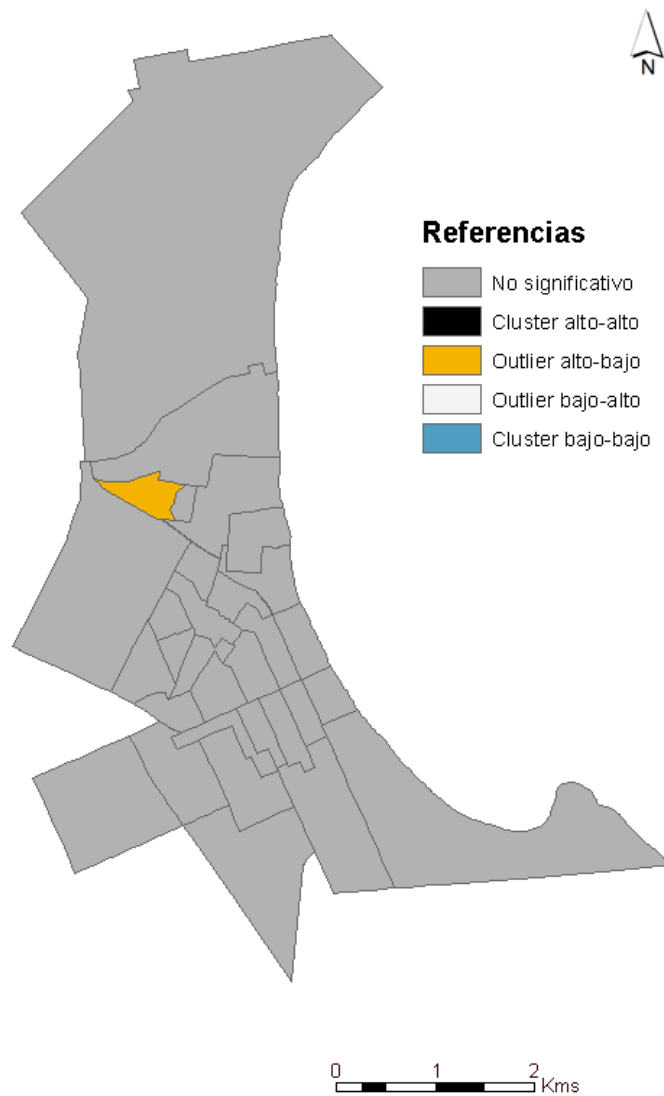 N
Referencias
No significativo
Cluster alto-alto
Outlier alto-bajo
Outlier bajo-alto
Cluster bajo-bajo
0 1 2
Kms